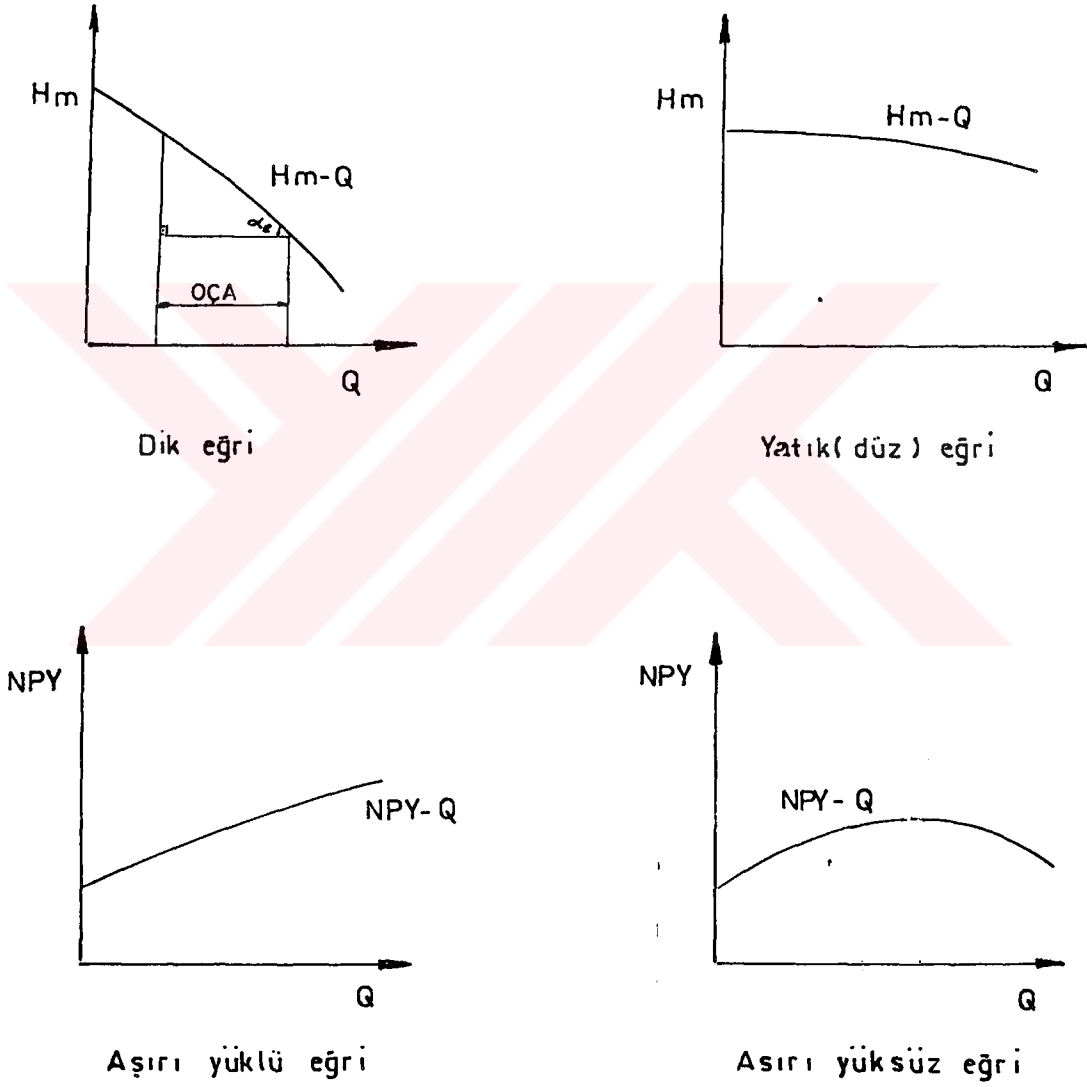 Hm
Hm-Q
αe
OÇA
Q
Dik eğri
Hm
Hm-Q
Q
Yatık( düz ) eğri
NPY
NPY-Q
Q
Aşırı yüklü eğri
NPY
NPY- Q
Q
Asırı yüksüz eğri